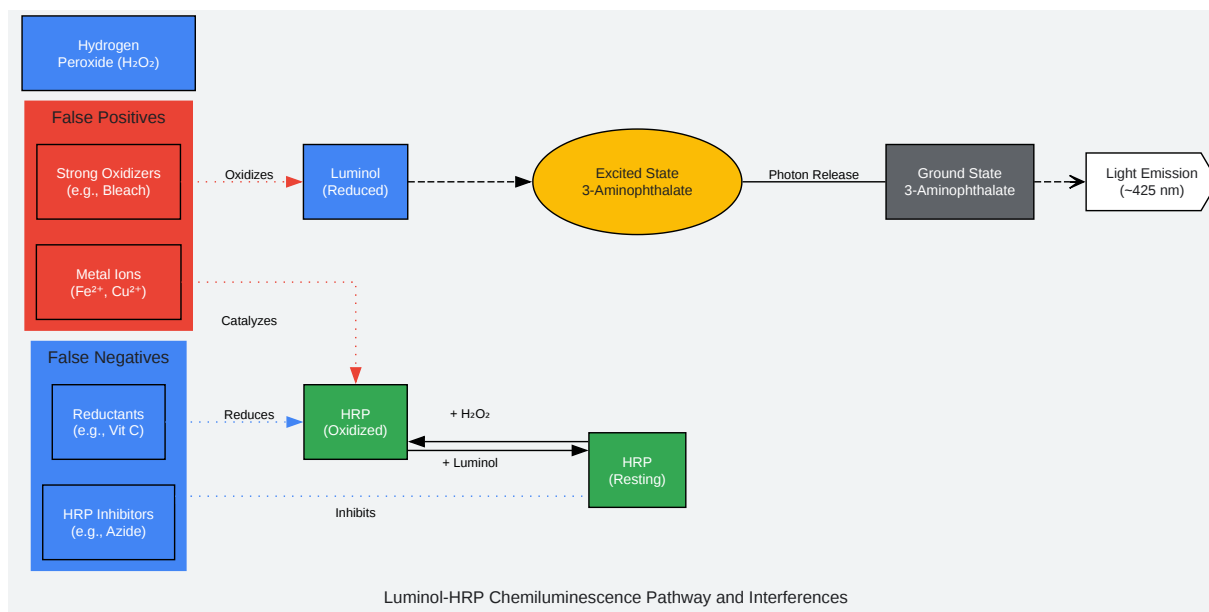 Hydrogen
Peroxide (H₂O₂)
False Positives
Strong Oxidizers
(e.g., Bleach)
Oxidizes
Luminol
(Reduced)
Excited State
3-Aminophthalate
Photon Release
Ground State
3-Aminophthalate
Light Emission
(~425 nm)
Metal Ions
(Fe²⁺, Cu²⁺)
Catalyzes
False Negatives
Reductants
(e.g., Vit C)
Reduces
HRP
(Oxidized)
+ H₂O₂
+ Luminol
HRP
(Resting)
HRP Inhibitors
(e.g., Azide)
Inhibits
Luminol-HRP Chemiluminescence Pathway and Interferences